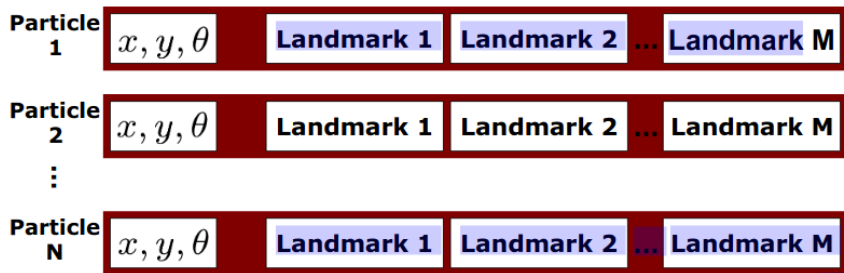 Particle 1 x, y, θ Landmark 1 Landmark 2 ... Landmark M
Particle 2 x, y, θ Landmark 1 Landmark 2 ... Landmark M
⋮
Particle N x, y, θ Landmark 1 Landmark 2 ... Landmark M